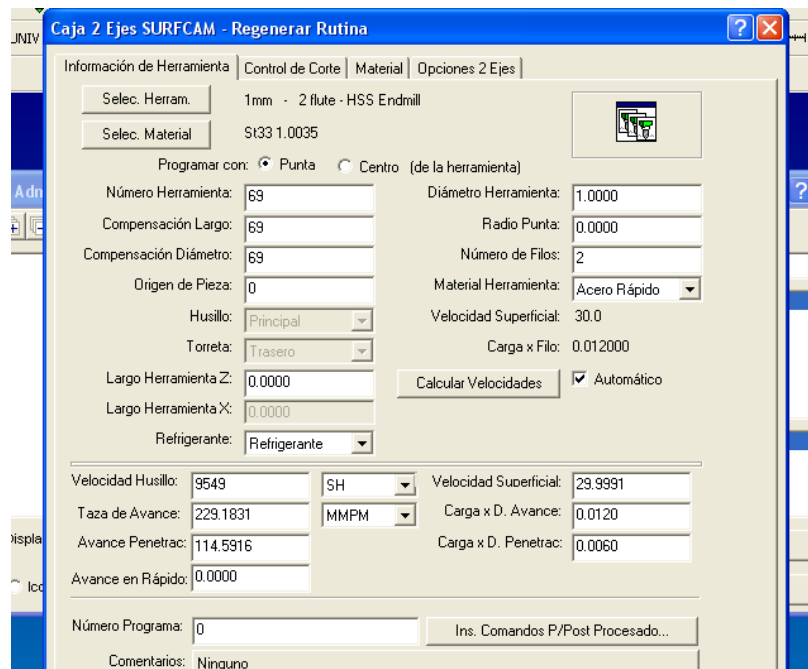 UNIV
Caja 2 Ejes SURFCAM - Regenerar Rutina
Información de Herramienta Control de Corte Material Opciones 2 Ejes
Selec. Herram. 1mm - 2 flute - HSS Endmill
Selec. Material St33 1.0035
Programar con: Punta Centro (de la herramienta)
Número Herramienta: 69 Diámetro Herramienta: 1.0000
Compensación Largo: 69 Radio Punta: 0.0000
Compensación Diámetro: 69 Número de Filos: 2
Origen de Pieza: 0 Material Herramienta: Acero Rápido
Husillo: Principal Velocidad Superficial: 30.0
Torreta: Trasero Carga x Filo: 0.012000
Largo Herramienta Z: 0.0000 Calcular Velocidades Automático
Largo Herramienta X: 0.0000
Refrigerante: Refrigerante
Velocidad Husillo: 9549 SH Velocidad Superficial: 29.9991
Taza de Avance: 229.1831 MMPM Carga x D. Avance: 0.0120
Avance Penetrac: 114.5916 Carga x D. Penetrac: 0.0060
Avance en Rápido: 0.0000
Número Programa: 0 Ins. Comandos P/Post Procesado...
Comentarios: Ninguno
Adn
Displa
Ico